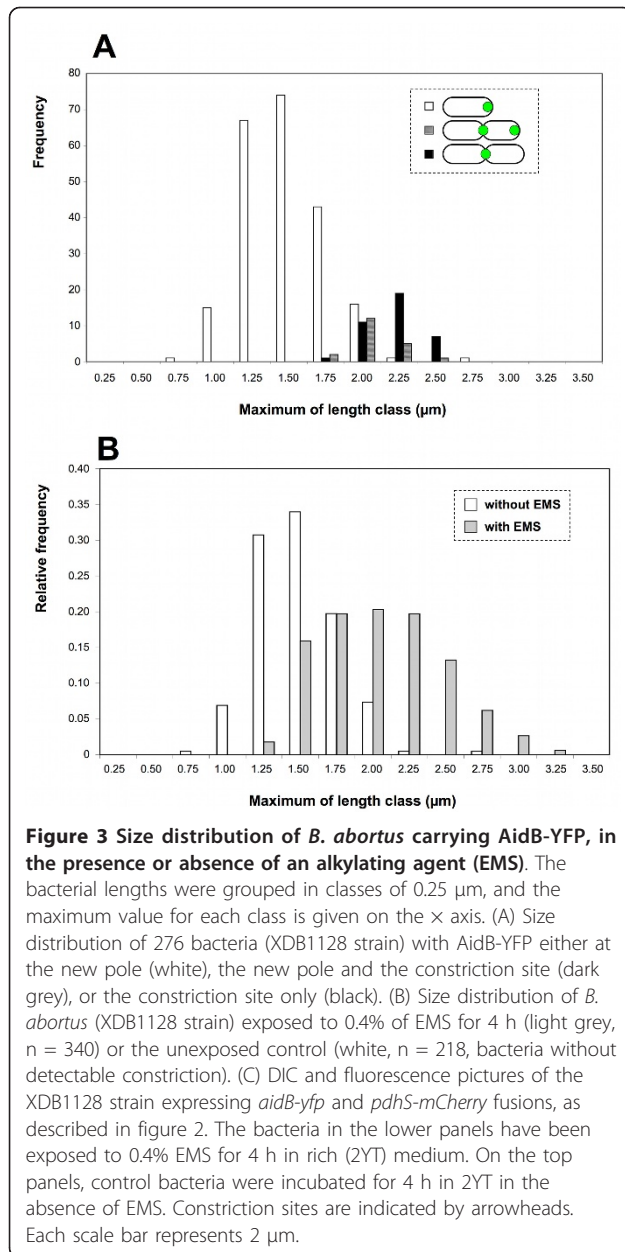 A
Frequency
80
70
60
50
40
30
20
10
0
0.25 0.50 0.75 1.00 1.25 1.50 1.75 2.00 2.25 2.50 2.75 3.00 3.50
Maximum of length class (µm)
B
Relative frequency
0.40
0.35
0.30
0.25
0.20
0.15
0.10
0.05
0
without EMS
with EMS
0.25 0.50 0.75 1.00 1.25 1.50 1.75 2.00 2.25 2.50 2.75 3.00 3.25 3.50
Maximum of length class (µm)
Figure 3 Size distribution of B. abortus carrying AidB-YFP, in
the presence or absence of an alkylating agent (EMS). The
bacterial lengths were grouped in classes of 0.25 µm, and the
maximum value for each class is given on the × axis. (A) Size
distribution of 276 bacteria (XDB1128 strain) with AidB-YFP either at
the new pole (white), the new pole and the constriction site (dark
grey), or the constriction site only (black). (B) Size distribution of B.
abortus (XDB1128 strain) exposed to 0.4% of EMS for 4 h (light grey,
n = 340) or the unexposed control (white, n = 218, bacteria without
detectable constriction). (C) DIC and fluorescence pictures of the
XDB1128 strain expressing aidB-yfp and pdhS-mCherry fusions, as
described in figure 2. The bacteria in the lower panels have been
exposed to 0.4% EMS for 4 h in rich (2YT) medium. On the top
panels, control bacteria were incubated for 4 h in 2YT in the
absence of EMS. Constriction sites are indicated by arrowheads.
Each scale bar represents 2 µm.